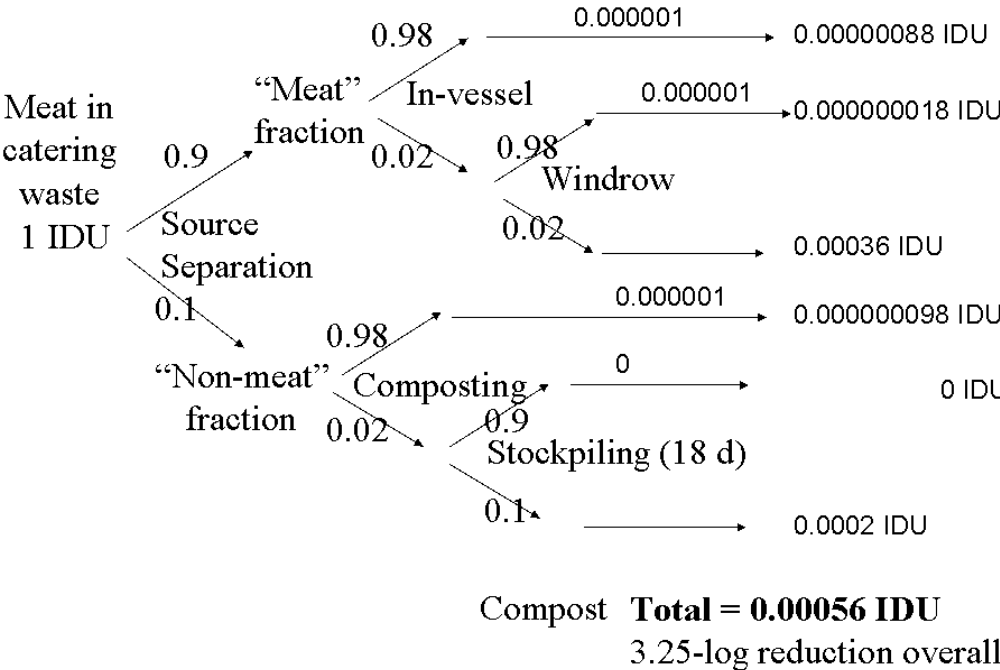 0.000001
0.98
0.00000088 IDU
“Meat”
fraction
In-vessel
0.000001
0.000000018 IDU
Meat in
catering
waste
1 IDU
0.9
0.02
0.98
Windrow
0.02
Source
Separation
0.00036 IDU
0.1
0.000001
0.000000098 IDU
0.98
“Non-meat”
fraction
Composting
0
0 IDU
0.02
0.9
Stockpiling (18 d)
0.1
0.0002 IDU
Compost Total = 0.00056 IDU
3.25-log reduction overall